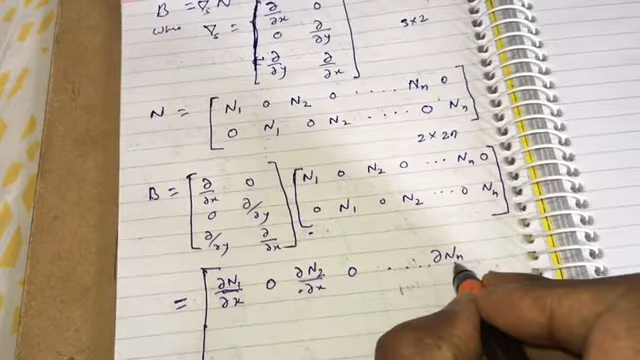 B = ∇s N
where ∇s = [ ∂/∂x 0
0 ∂/∂y
∂/∂y ∂/∂x ] 3×2
N = [ N1 0 N2 0 .... Nn 0
0 N1 0 N2 ..... 0 Nn ]
2 × 2n
B = [ ∂/∂x 0
0 ∂/∂y
∂/∂y ∂/∂x ] [ N1 0 N2 0 ... Nn 0
0 N1 0 N2 ... 0 Nn ]
= [ ∂N1/∂x 0 ∂N2/∂x 0 ..... ∂Nn